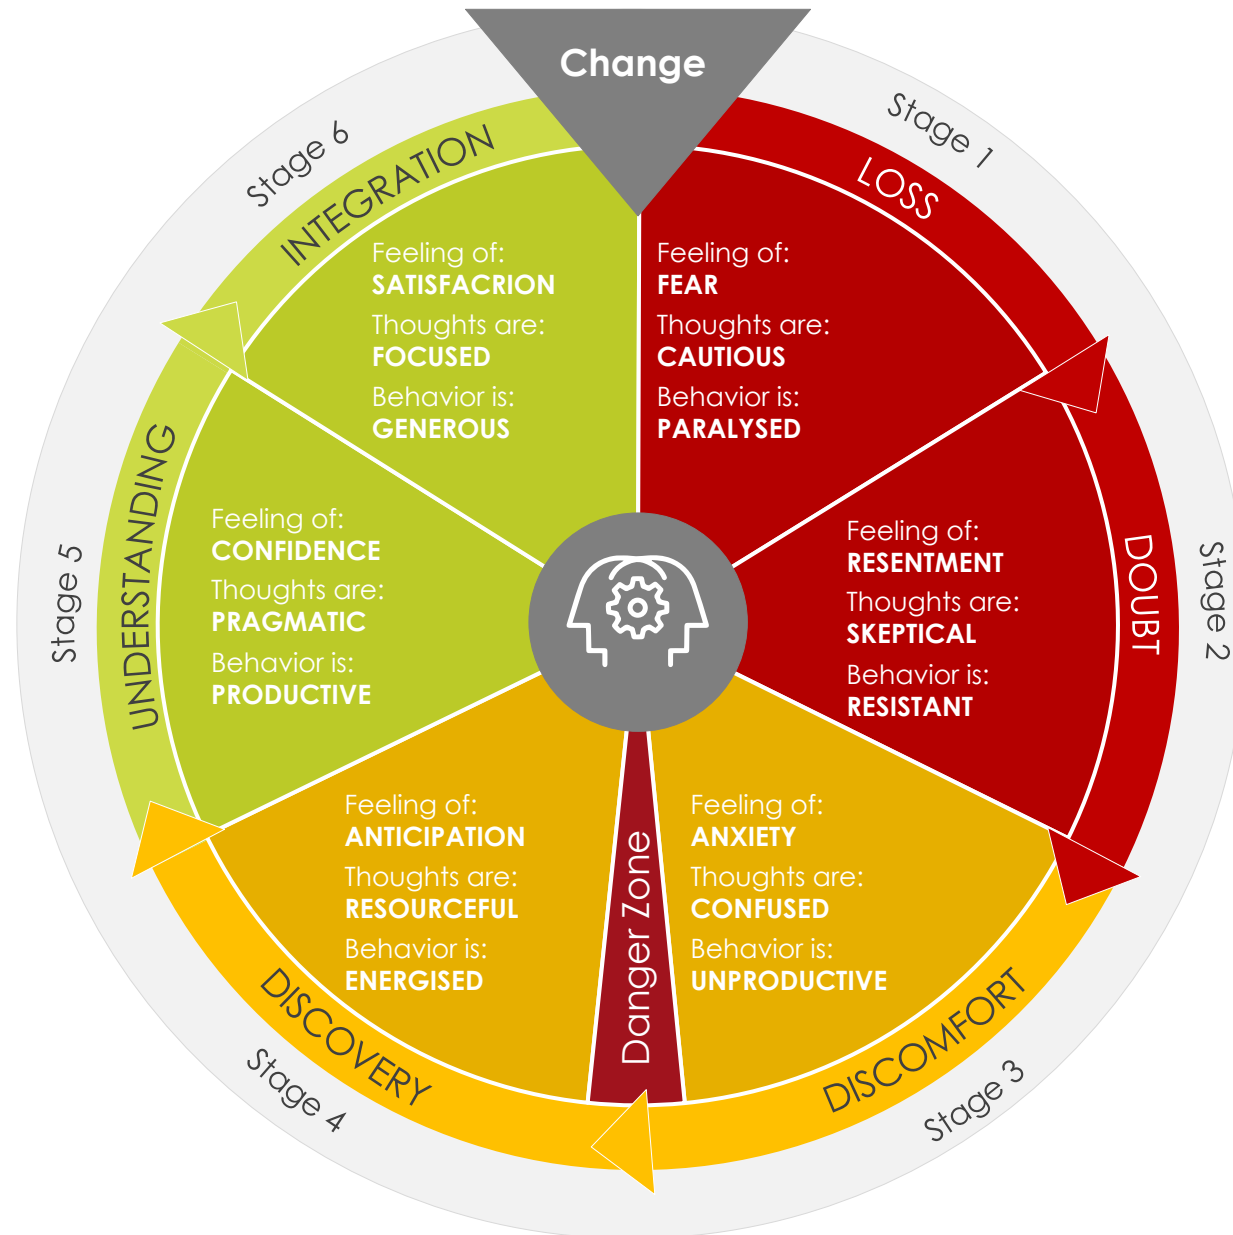 Change
Stage 1
LOSS
Feeling of:
FEAR
Thoughts are:
CAUTIOUS
Behavior is:
PARALYSED
Stage 2
DOUBT
Feeling of:
RESENTMENT
Thoughts are:
SKEPTICAL
Behavior is:
RESISTANT
Stage 3
DISCOMFORT
Feeling of:
ANXIETY
Thoughts are:
CONFUSED
Behavior is:
UNPRODUCTIVE
Danger Zone
Stage 4
DISCOVERY
Feeling of:
ANTICIPATION
Thoughts are:
RESOURCEFUL
Behavior is:
ENERGISED
Stage 5
UNDERSTANDING
Feeling of:
CONFIDENCE
Thoughts are:
PRAGMATIC
Behavior is:
PRODUCTIVE
Stage 6
INTEGRATION
Feeling of:
SATISFACRION
Thoughts are:
FOCUSED
Behavior is:
GENEROUS